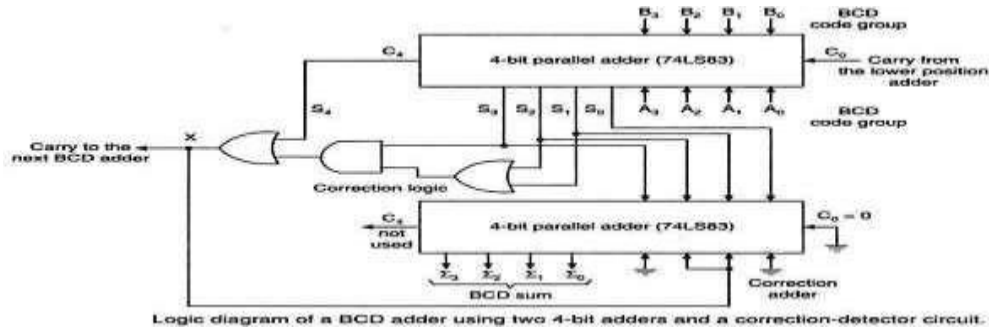 B₃ B₂ B₁ B₀ BCD code group
C₄ 4-bit parallel adder (74LS83) C₀ Carry from the lower position adder
S₄ S₃ S₂ S₁ S₀ A₃ A₂ A₁ A₀ BCD code group
X
Carry to the next BCD adder
Correction logic
C₄ not used 4-bit parallel adder (74LS83) C₀ = 0
Σ₃ Σ₂ Σ₁ Σ₀
BCD sum
Correction adder
Logic diagram of a BCD adder using two 4-bit adders and a correction-detector circuit.